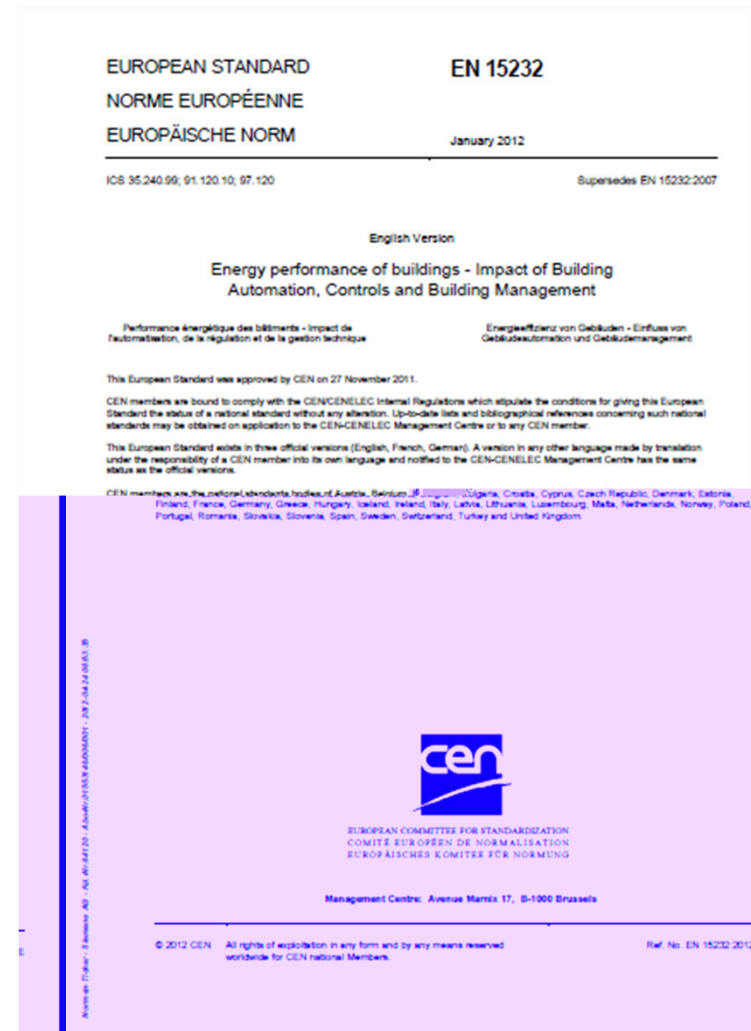 EUROPEAN STANDARD
NORME EUROPÉENNE
EUROPÄISCHE NORM
EN 15232
January 2012
ICS 35.240.99; 91.120.10; 97.120
Supersedes EN 15232:2007
English Version
Energy performance of buildings - Impact of Building
Automation, Controls and Building Management
Performance énergétique des bâtiments - Impact de
l'automatisation, de la régulation et de la gestion technique
Energieeffizienz von Gebäuden - Einfluss von
Gebäudeautomation und Gebäudemanagement
This European Standard was approved by CEN on 27 November 2011.
CEN members are bound to comply with the CEN/CENELEC Internal Regulations which stipulate the conditions for giving this European
Standard the status of a national standard without any alteration. Up-to-date lists and bibliographical references concerning such national
standards may be obtained on application to the CEN-CENELEC Management Centre or to any CEN member.
This European Standard exists in three official versions (English, French, German). A version in any other language made by translation
under the responsibility of a CEN member into its own language and notified to the CEN-CENELEC Management Centre has the same
status as the official versions.
CEN members are the national standards bodies of Austria, Belgium, Bulgaria, Croatia, Cyprus, Czech Republic, Denmark, Estonia,
Finland, France, Germany, Greece, Hungary, Iceland, Ireland, Italy, Latvia, Lithuania, Luxembourg, Malta, Netherlands, Norway, Poland,
Portugal, Romania, Slovakia, Slovenia, Spain, Sweden, Switzerland, Turkey and United Kingdom.
cen
EUROPEAN COMMITTEE FOR STANDARDIZATION
COMITÉ EUROPÉEN DE NORMALISATION
EUROPÄISCHES KOMITEE FÜR NORMUNG
Management Centre: Avenue Marnix 17, B-1000 Brussels
© 2012 CEN
All rights of exploitation in any form and by any means reserved
worldwide for CEN national Members.
Ref. No. EN 15232:2012